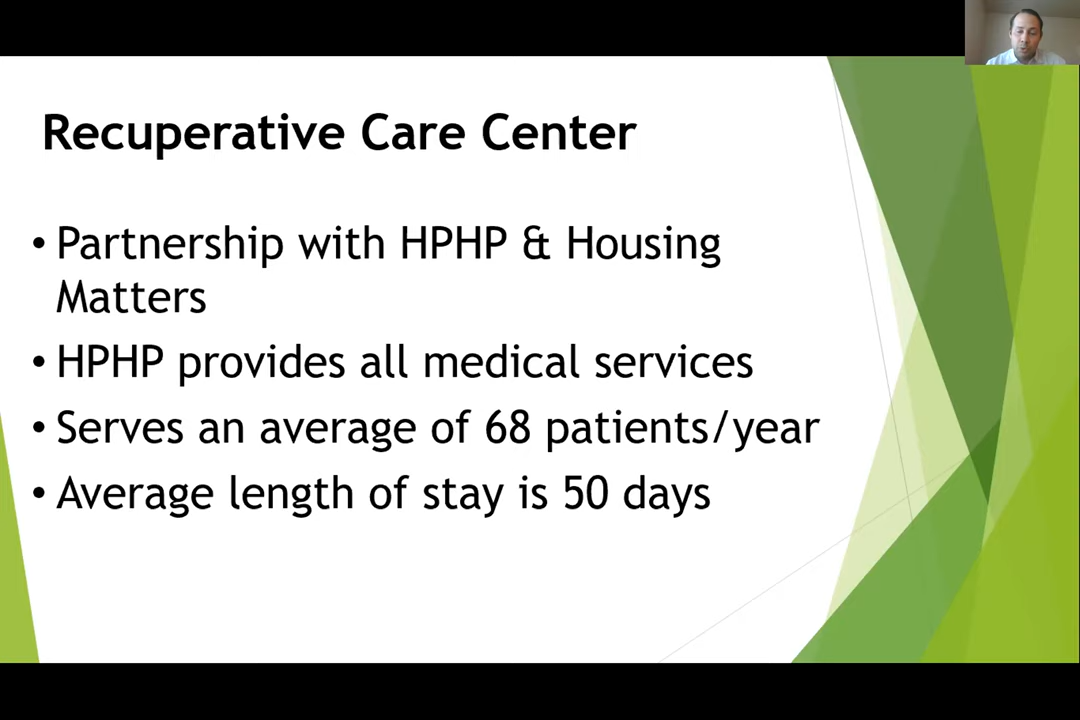 Recuperative Care Center
• Partnership with HPHP & Housing
Matters
• HPHP provides all medical services
• Serves an average of 68 patients/year
• Average length of stay is 50 days